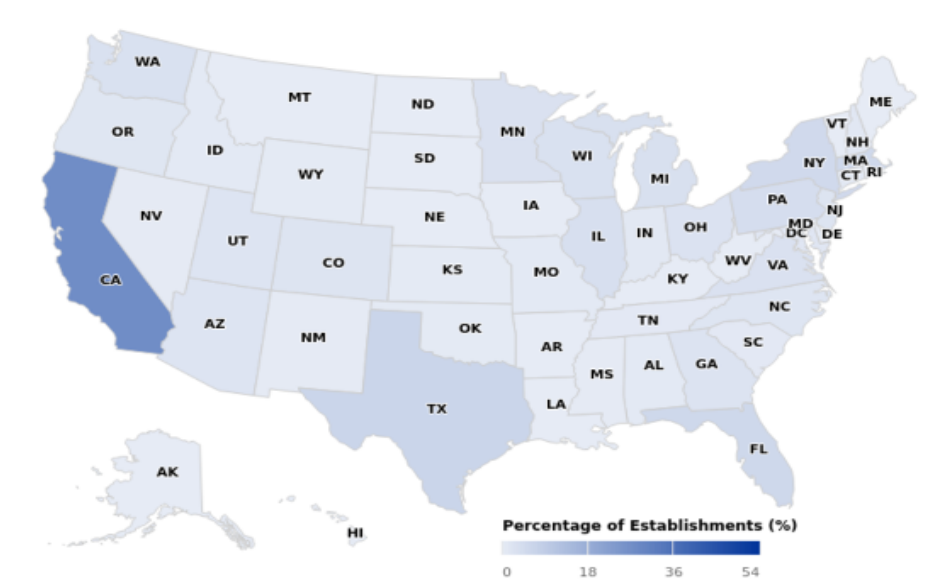 WA
MT
ND
MN
ME
VT
NH
OR
ID
SD
WI
MI
NY
MA
CT RI
WY
IA
PA
NV
NE
IL
IN
OH
NJ
MD
DC DE
UT
CO
KS
MO
KY
WV
VA
CA
AZ
NM
OK
AR
TN
NC
SC
MS
AL
GA
TX
LA
FL
AK
HI
Percentage of Establishments (%)
0 18 36 54